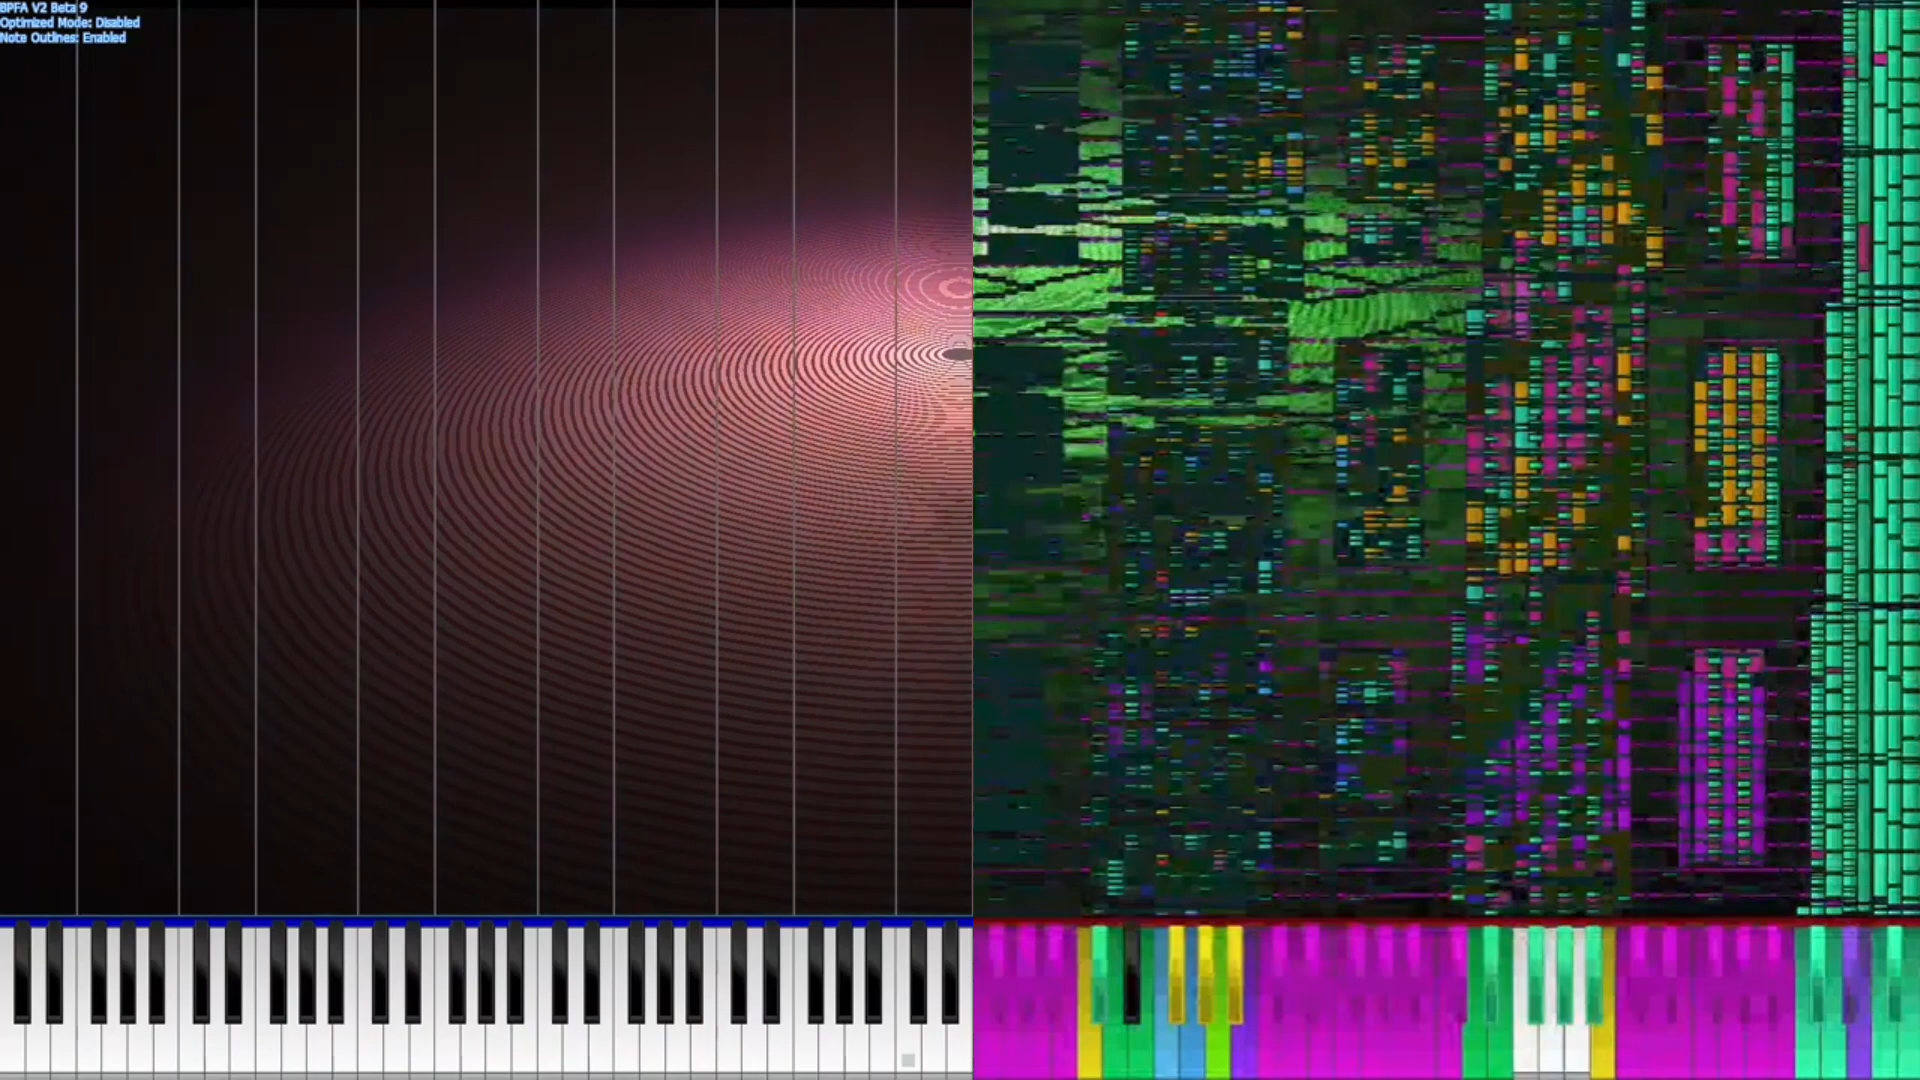 BPFA V2 Beta 9
Optimized Mode: Disabled
Note Outlines: Enabled